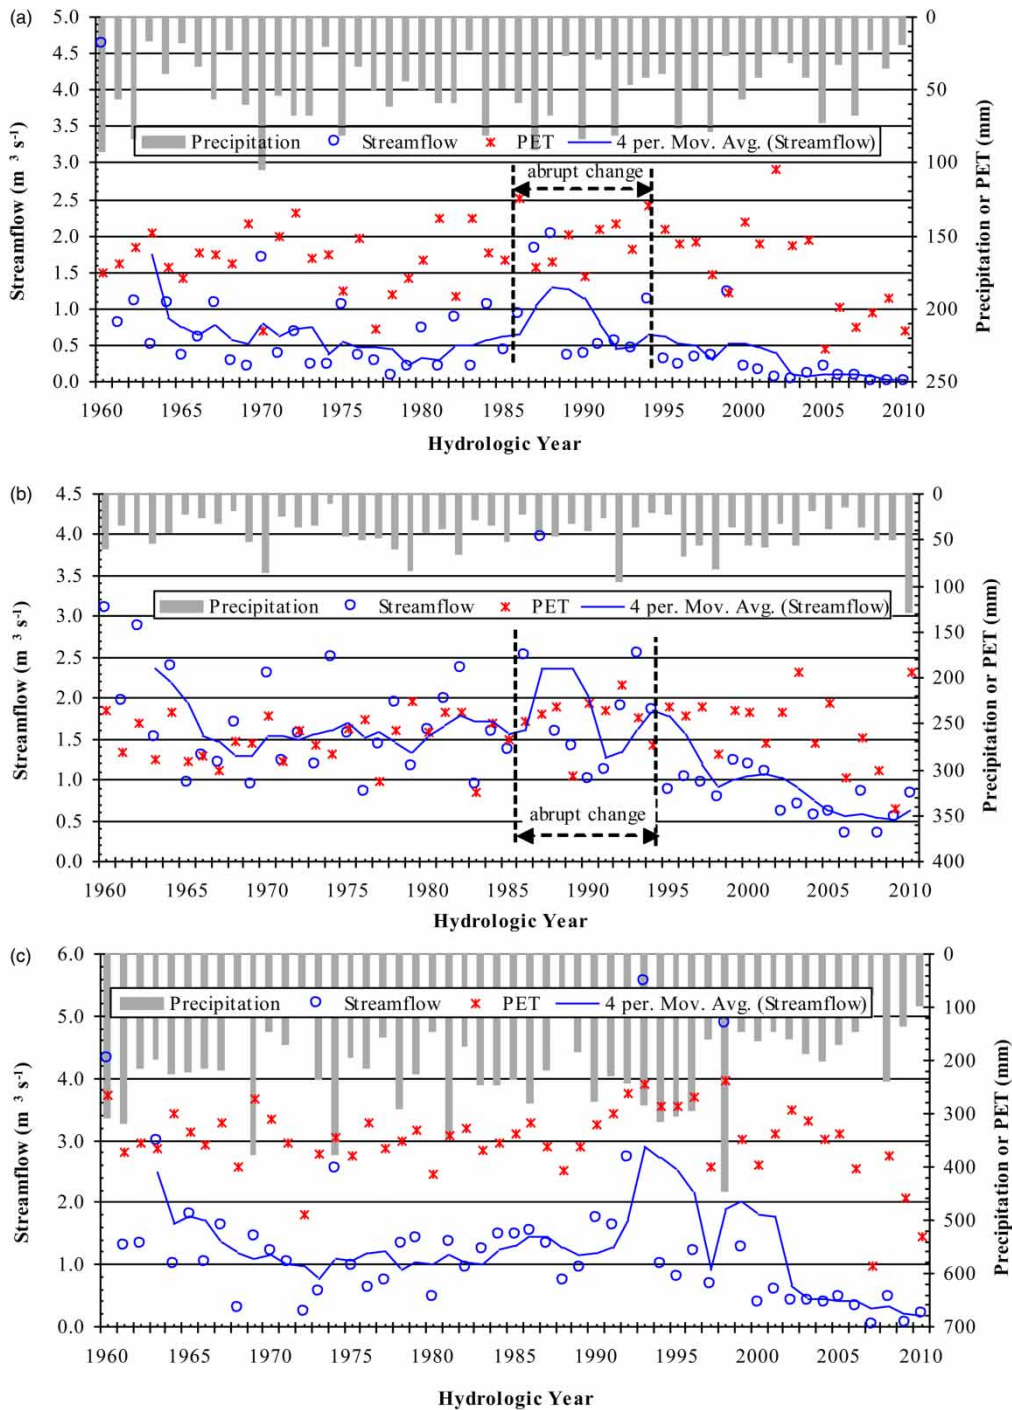 (a)
5.0
4.5
4.0
3.5
3.0
2.5
2.0
1.5
1.0
0.5
0.0
Streamflow (m ³ s⁻¹)
0
50
100
150
200
250
Precipitation or PET (mm)
Precipitation Streamflow PET 4 per. Mov. Avg. (Streamflow)
abrupt change
1960 1965 1970 1975 1980 1985 1990 1995 2000 2005 2010
Hydrologic Year
(b)
4.5
4.0
3.5
3.0
2.5
2.0
1.5
1.0
0.5
0.0
Streamflow (m ³ s⁻¹)
0
50
100
150
200
250
300
350
400
Precipitation or PET (mm)
Precipitation Streamflow PET 4 per. Mov. Avg. (Streamflow)
abrupt change
1960 1965 1970 1975 1980 1985 1990 1995 2000 2005 2010
Hydrologic Year
(c)
6.0
5.0
4.0
3.0
2.0
1.0
0.0
Streamflow (m ³ s⁻¹)
0
100
200
300
400
500
600
700
Precipitation or PET (mm)
Precipitation Streamflow PET 4 per. Mov. Avg. (Streamflow)
1960 1965 1970 1975 1980 1985 1990 1995 2000 2005 2010
Hydrologic Year